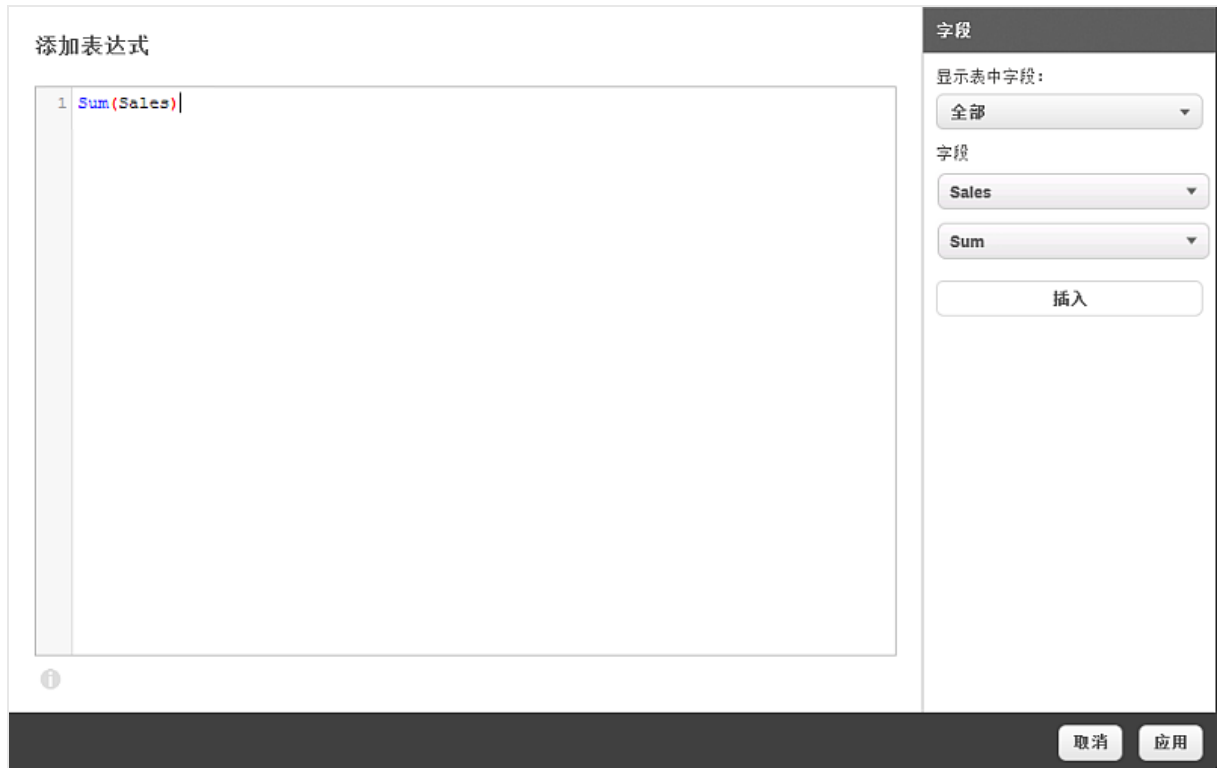 添加表达式
1 Sum(Sales)
字段
显示表中字段:
全部
字段
Sales
Sum
插入
取消
应用